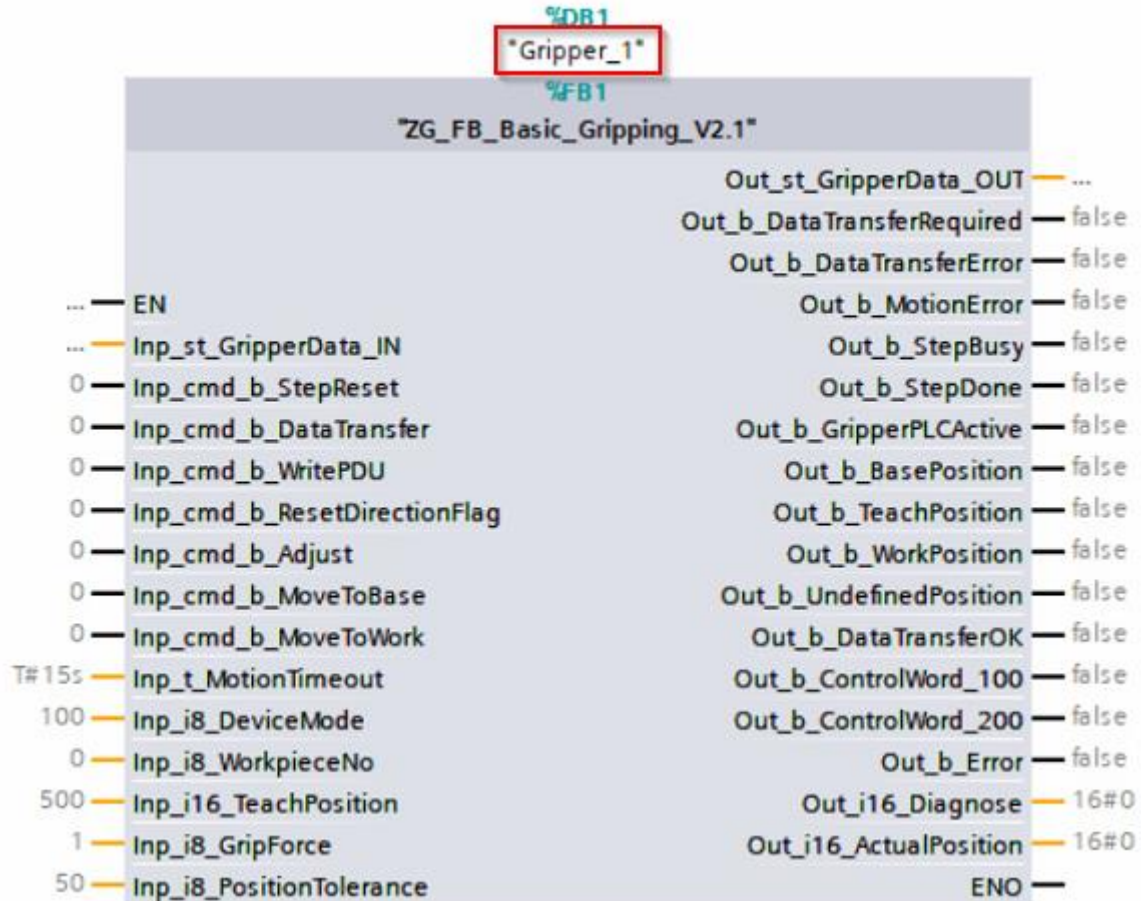 %DB1
"Gripper_1"
%FB1
"ZG_FB_Basic_Gripping_V2.1"
Out_st_GripperData_OUT ...
Out_b_DataTransferRequired false
Out_b_DataTransferError false
... EN Out_b_MotionError false
... Inp_st_GripperData_IN Out_b_StepBusy false
0 Inp_cmd_b_StepReset Out_b_StepDone false
0 Inp_cmd_b_DataTransfer Out_b_GripperPLCActive false
0 Inp_cmd_b_WritePDU Out_b_BasePosition false
0 Inp_cmd_b_ResetDirectionFlag Out_b_TeachPosition false
0 Inp_cmd_b_Adjust Out_b_WorkPosition false
0 Inp_cmd_b_MoveToBase Out_b_UndefinedPosition false
0 Inp_cmd_b_MoveToWork Out_b_DataTransferOK false
T#15s Inp_t_MotionTimeout Out_b_ControlWord_100 false
100 Inp_i8_DeviceMode Out_b_ControlWord_200 false
0 Inp_i8_WorkpieceNo Out_b_Error false
500 Inp_i16_TeachPosition Out_i16_Diagnose 16#0
1 Inp_i8_GripForce Out_i16_ActualPosition 16#0
50 Inp_i8_PositionTolerance ENO